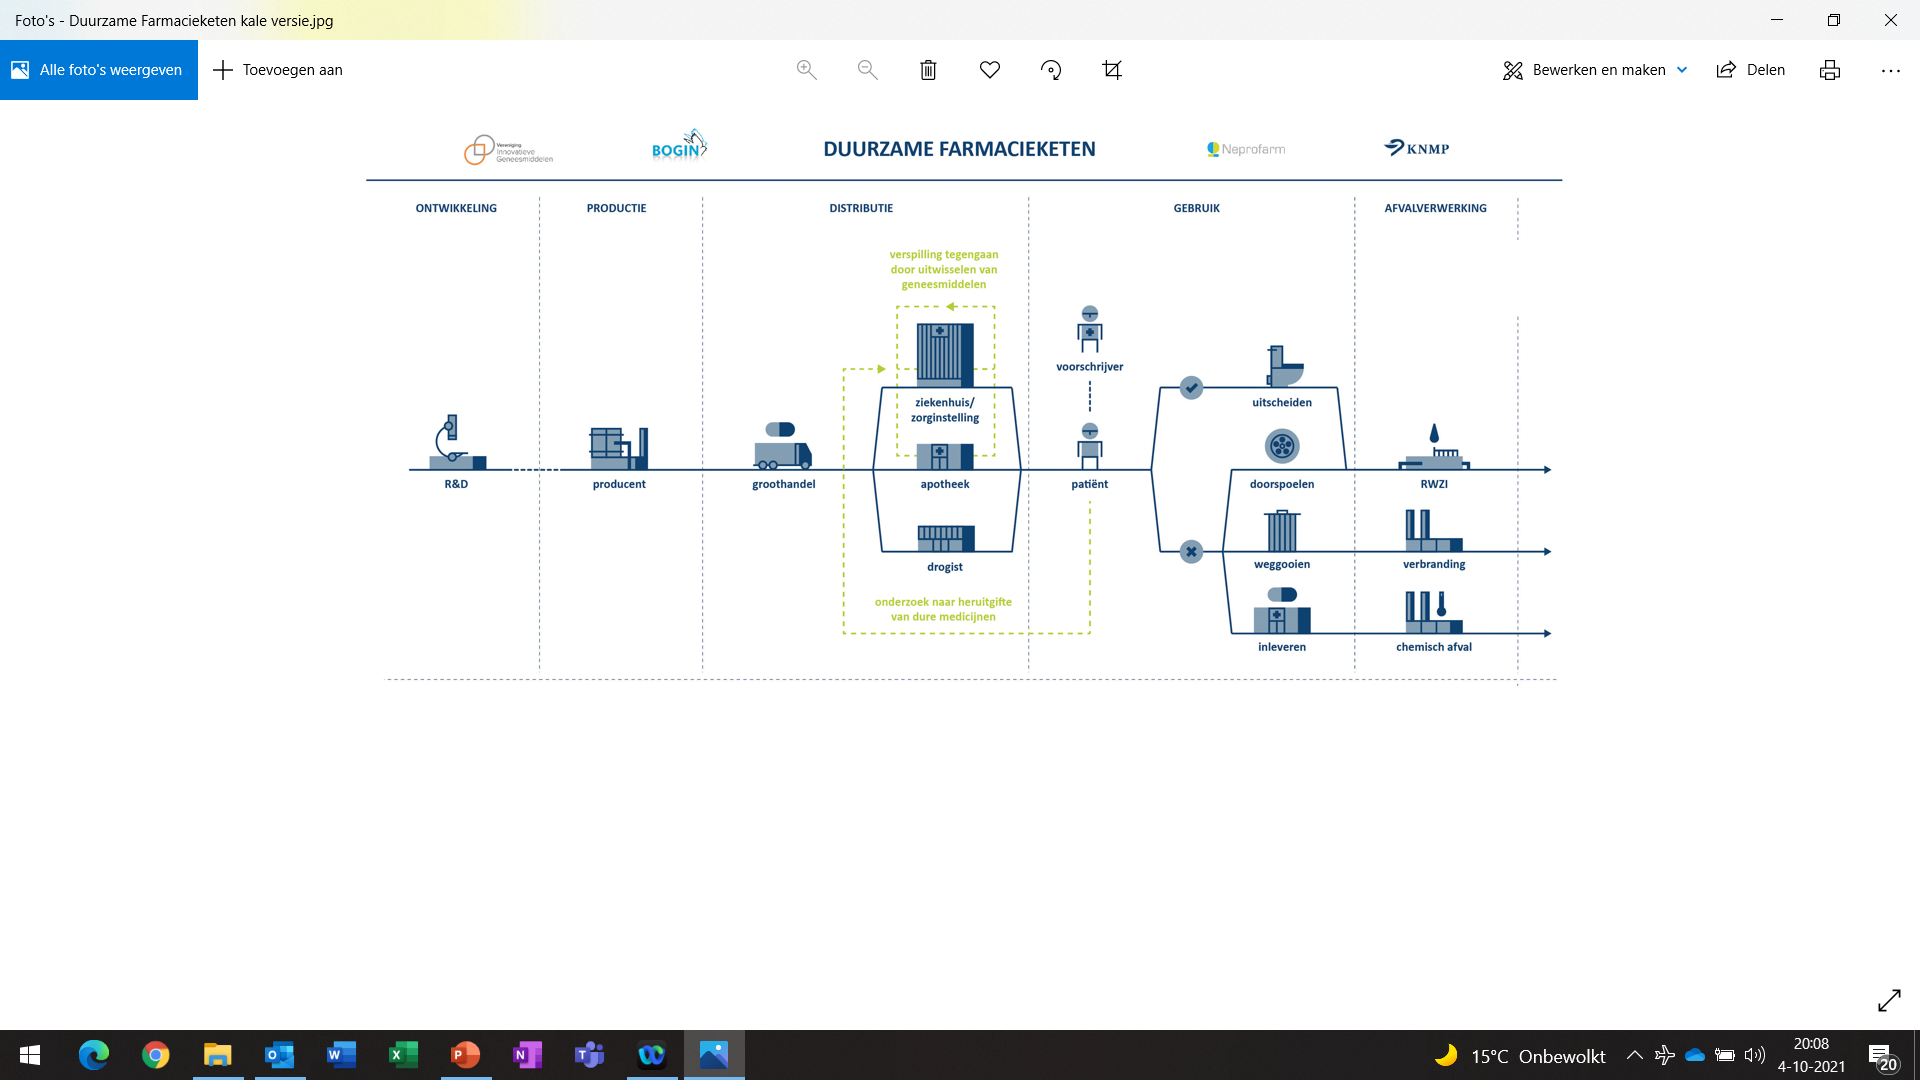 Foto's - Duurzame Farmacieketen kale versie.jpg
Alle foto's weergeven
Toevoegen aan
Bewerken en maken
Delen
Vereniging
Innovatieve
Geneesmiddelen
BOGIN
DUURZAME FARMACIEKETEN
Neprofarm
KNMP
ONTWIKKELING
PRODUCTIE
DISTRIBUTIE
GEBRUIK
AFVALVERWERKING
verspilling tegengaan
door uitwisselen van
geneesmiddelen
voorschrijver
ziekenhuis/
zorginstelling
uitscheiden
R&D
producent
groothandel
apotheek
patiënt
doorspoelen
RWZI
drogist
weggooien
verbranding
onderzoek naar heruitgifte
van dure medicijnen
inleveren
chemisch afval
15°C Onbewolkt
20:08
4-10-2021
20